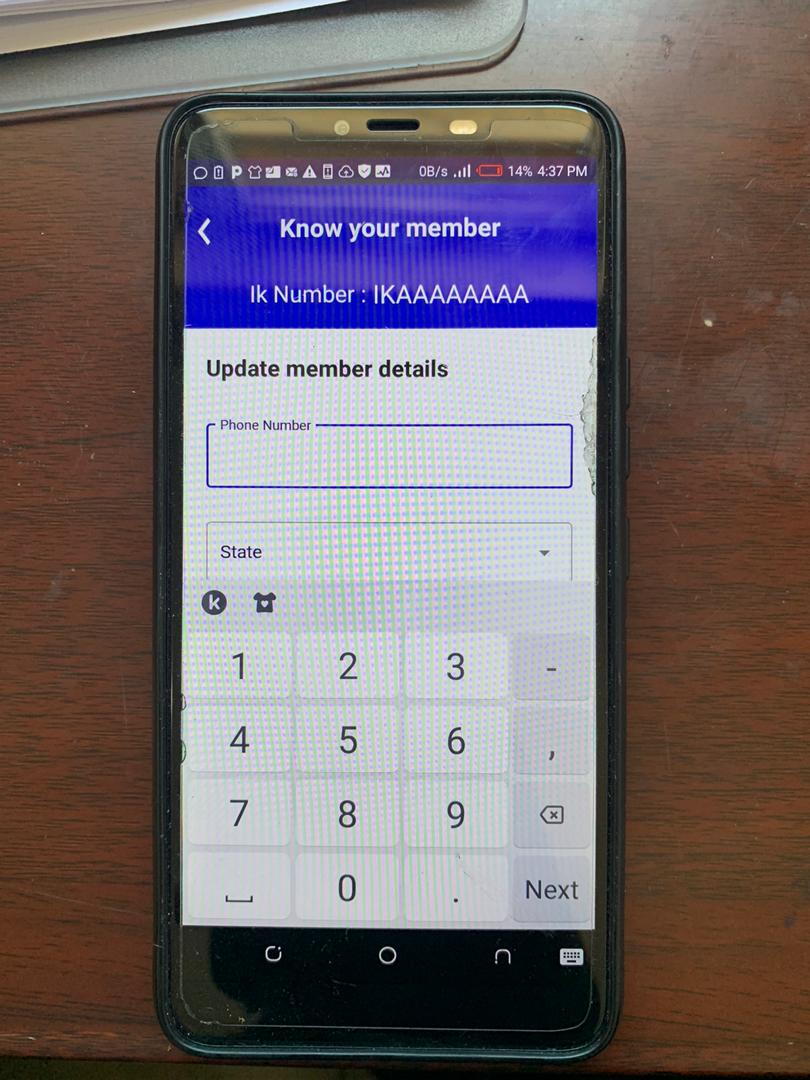 0B/s 14% 4:37 PM
Know your member
Ik Number : IKAAAAAAAA
Update member details
Phone Number
State
1 2 3 -
4 5 6 ,
7 8 9
0 . Next